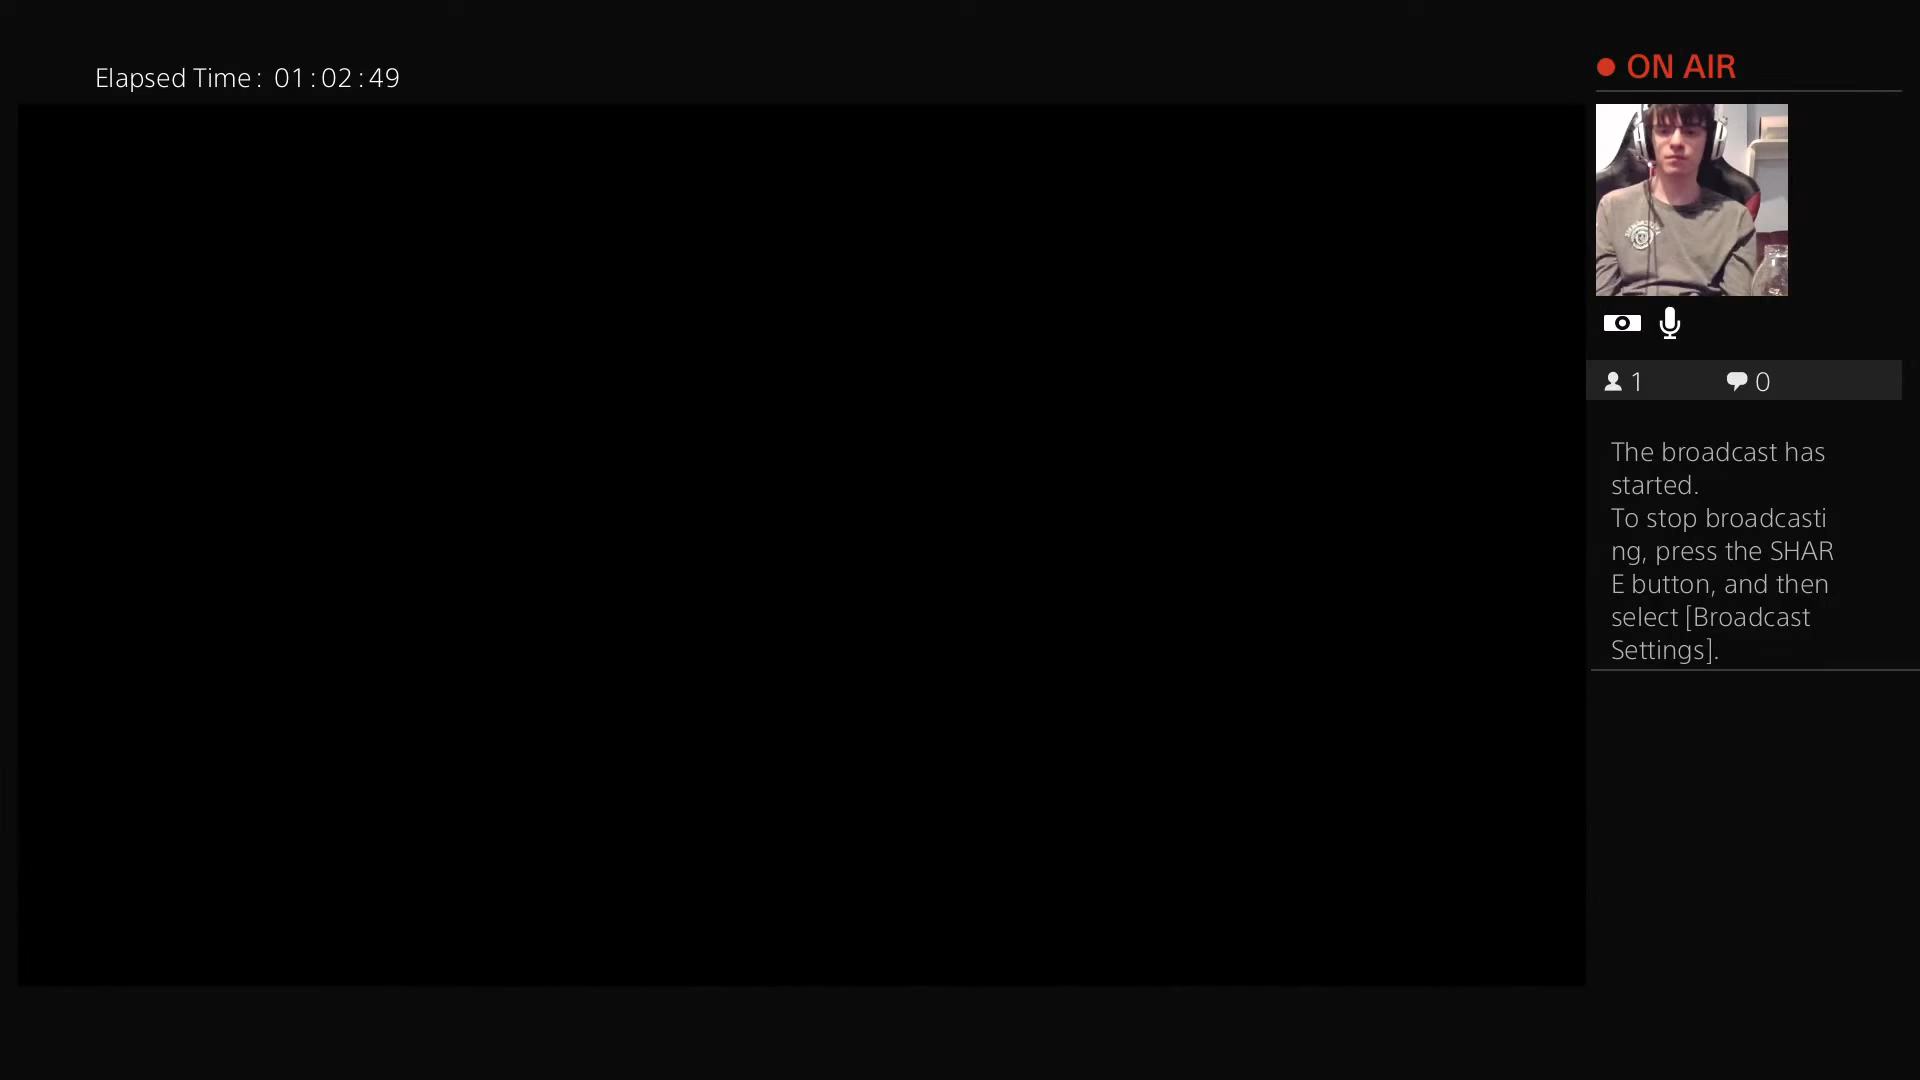 Elapsed Time: 01:02:49
ON AIR
1
0
The broadcast has
started.
To stop broadcasti
ng, press the SHAR
E button, and then
select [Broadcast
Settings].